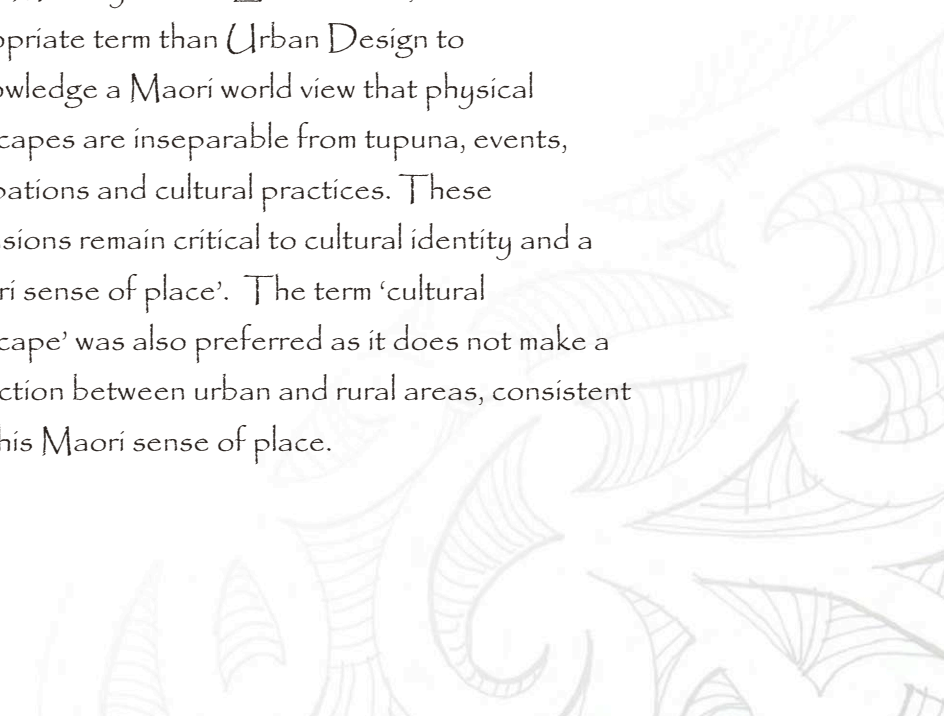 opriate term than Urban Design to
owledge a Maori world view that physical
capes are inseparable from tupuna, events,
pations and cultural practices. These
sions remain critical to cultural identity and a
ri sense of place’. The term ‘cultural
cape’ was also preferred as it does not make a
ction between urban and rural areas, consistent
his Maori sense of place.